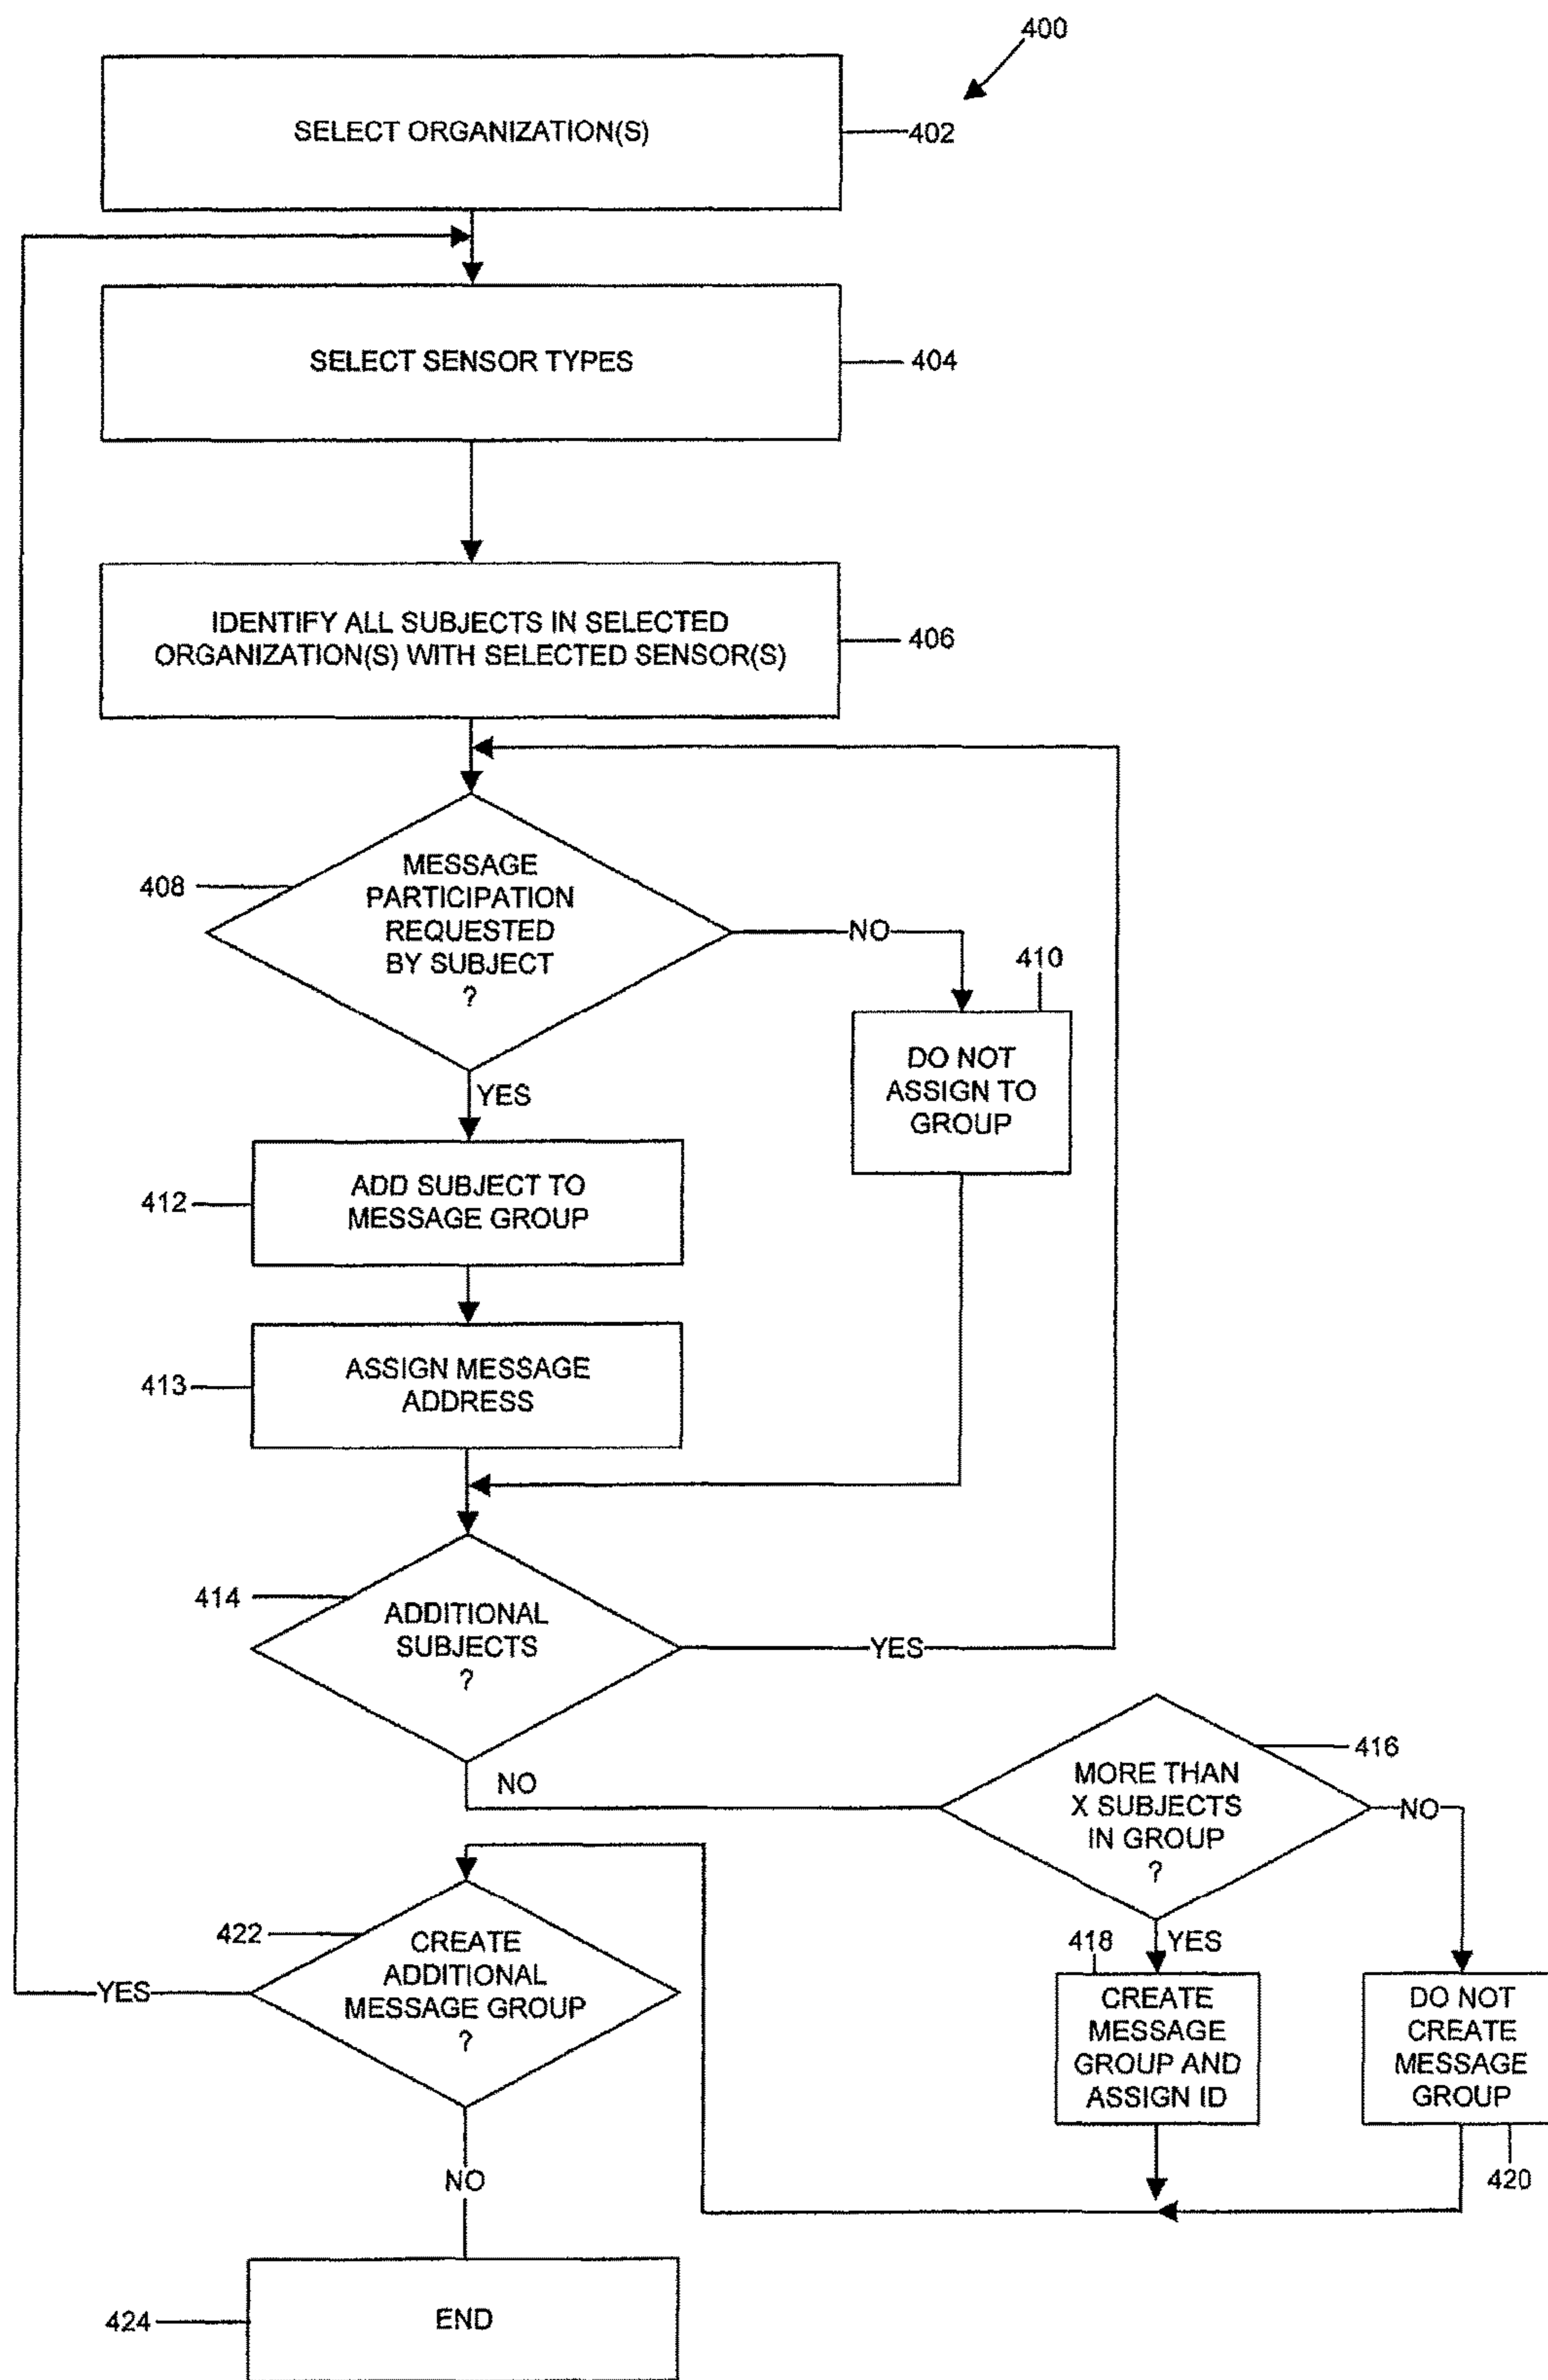 400
SELECT ORGANIZATION(S)
402
SELECT SENSOR TYPES
404
IDENTIFY ALL SUBJECTS IN SELECTED
ORGANIZATION(S) WITH SELECTED SENSOR(S)
406
MESSAGE
PARTICIPATION
REQUESTED
BY SUBJECT
?
408
NO
410
DO NOT
ASSIGN TO
GROUP
YES
ADD SUBJECT TO
MESSAGE GROUP
412
ASSIGN MESSAGE
ADDRESS
413
414
ADDITIONAL
SUBJECTS
?
YES
NO
416
MORE THAN
X SUBJECTS
IN GROUP
?
NO
YES
418
CREATE
MESSAGE
GROUP AND
ASSIGN ID
DO NOT
CREATE
MESSAGE
GROUP
420
422
CREATE
ADDITIONAL
MESSAGE GROUP
?
YES
NO
END
424